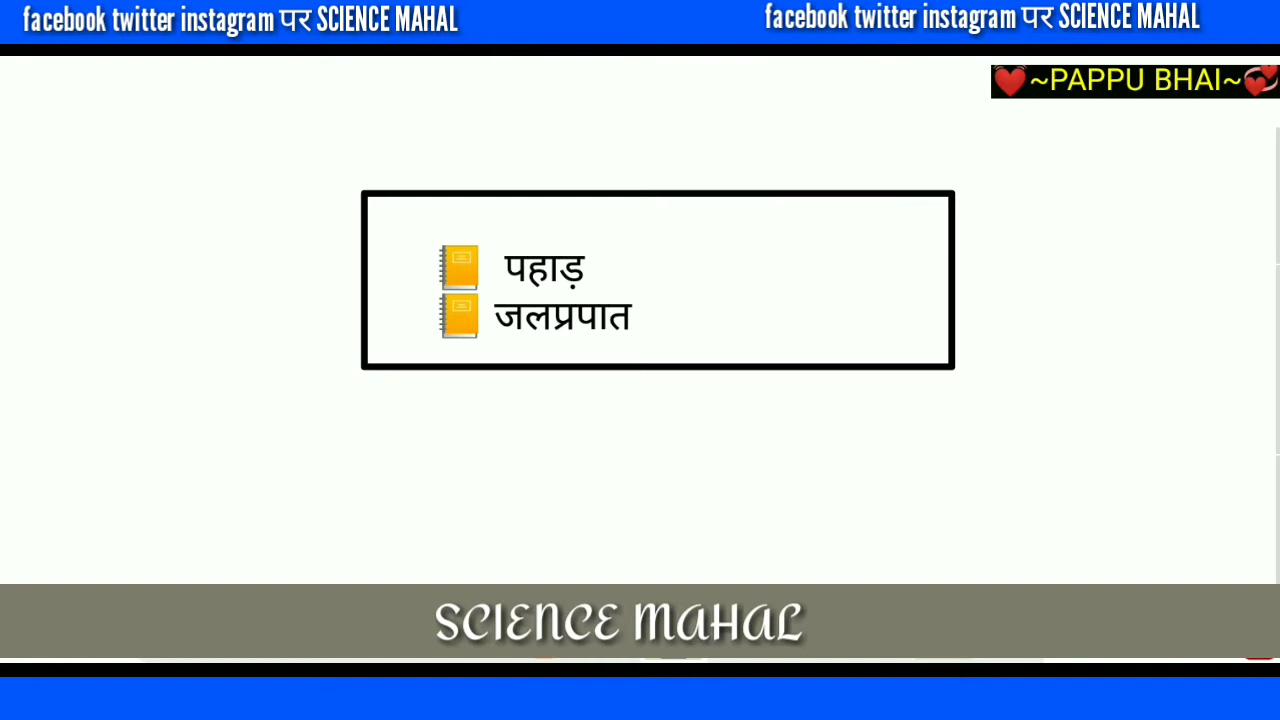 facebook twitter instagram पर SCIENCE MAHAL facebook twitter instagram पर SCIENCE MAHAL
~PAPPU BHAI~
पहाड़
जलप्रपात
SCIENCE MAHAL